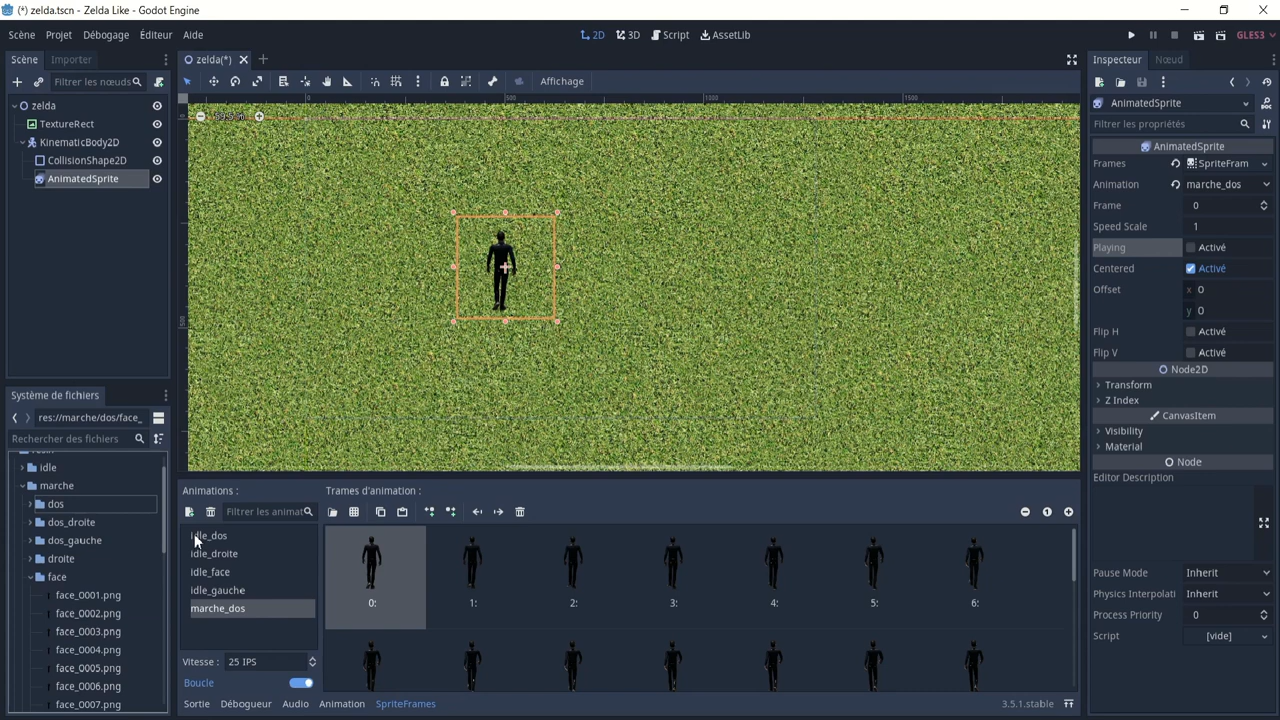 (*) zelda.tscn - Zelda Like - Godot Engine
Scène Projet Débogage Éditeur Aide
2D 3D Script AssetLib
GLES3
Scène Importer
zelda(*)
Inspecteur Nœud
Filtrer les nœuds
Affichage
zelda
TextureRect
KinematicBody2D
CollisionShape2D
AnimatedSprite
500 1000 1500
AnimatedSprite
Filtrer les propriétés
AnimatedSprite
Frames SpriteFram
Animation marche_dos
Frame 0
Speed Scale 1
Playing Activé
Centered Activé
Offset x 0
y 0
Flip H Activé
Flip V Activé
Node2D
Transform
Z Index
CanvasItem
Visibility
Material
Node
Editor Description
Pause Mode Inherit
Physics Interpolati Inherit
Process Priority 0
Script [vide]
Système de fichiers
res://marche/dos/face_
Rechercher des fichiers
idle
marche
dos
dos_droite
dos_gauche
droite
face
face_0001.png
face_0002.png
face_0003.png
face_0004.png
face_0005.png
face_0006.png
face_0007.png
Animations :
Filtrer les animat
idle_dos
idle_droite
idle_face
idle_gauche
marche_dos
Vitesse : 25 IPS
Boucle
Trames d'animation :
0: 1: 2: 3: 4: 5: 6:
Sortie Débogueur Audio Animation SpriteFrames
3.5.1.stable